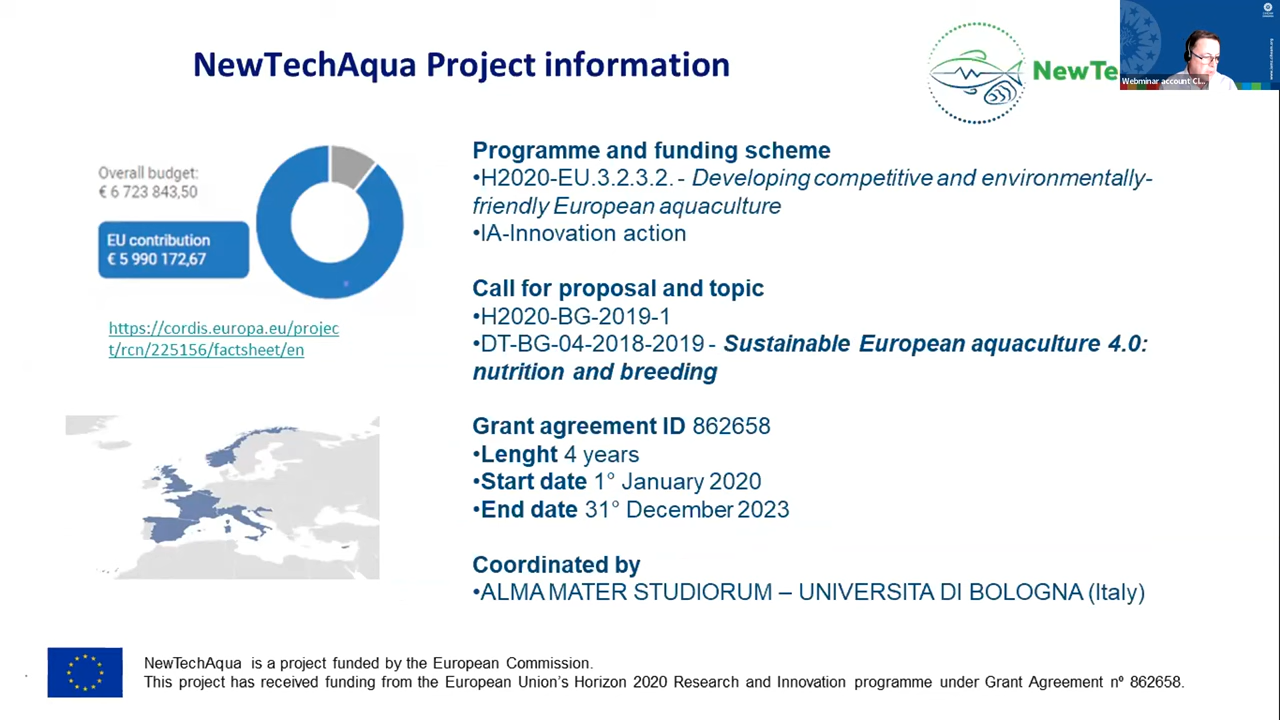 NewTechAqua Project information
NewTe
Webminar account CI...
Overall budget:
€ 6 723 843,50
EU contribution
€ 5 990 172,67
https://cordis.europa.eu/projec
t/rcn/225156/factsheet/en
Programme and funding scheme
•H2020-EU.3.2.3.2. - Developing competitive and environmentally-
friendly European aquaculture
•IA-Innovation action
Call for proposal and topic
•H2020-BG-2019-1
•DT-BG-04-2018-2019 - Sustainable European aquaculture 4.0:
nutrition and breeding
Grant agreement ID 862658
•Lenght 4 years
•Start date 1° January 2020
•End date 31° December 2023
Coordinated by
•ALMA MATER STUDIORUM – UNIVERSITA DI BOLOGNA (Italy)
NewTechAqua is a project funded by the European Commission.
This project has received funding from the European Union's Horizon 2020 Research and Innovation programme under Grant Agreement nº 862658.